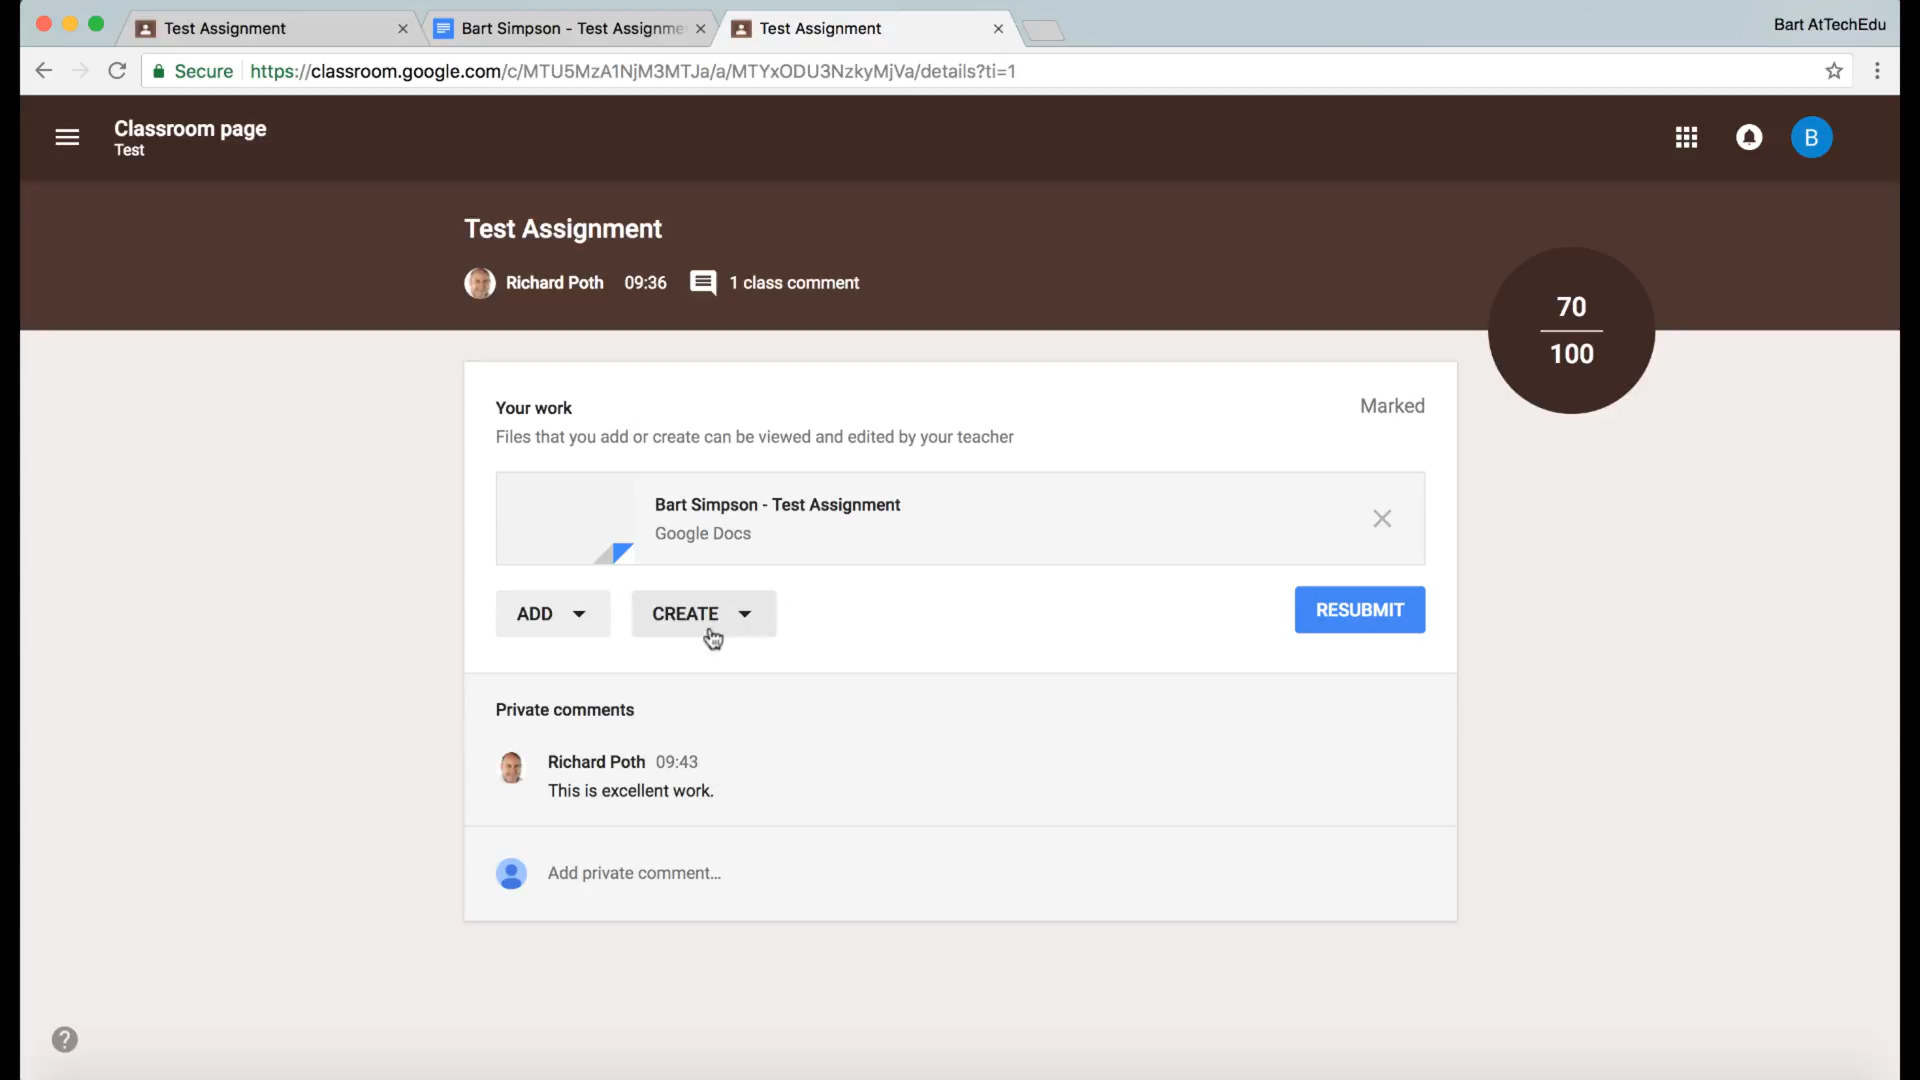 Test Assignment
Bart Simpson - Test Assignme
Test Assignment
Bart AtTechEdu
Secure
https://classroom.google.com/c/MTU5MzA1NjM3MTJa/a/MTYxODU3NzkyMjVa/details?ti=1
Classroom page
Test
B
Test Assignment
Richard Poth 09:36 1 class comment
70
100
Your work
Marked
Files that you add or create can be viewed and edited by your teacher
Bart Simpson - Test Assignment
Google Docs
ADD
CREATE
RESUBMIT
Private comments
Richard Poth 09:43
This is excellent work.
Add private comment...
?